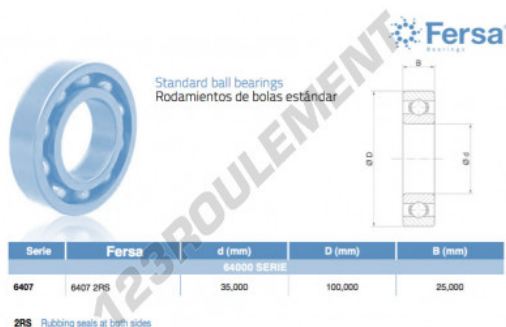 Fersa
Bearings
Standard ball bearings
Rodamientos de bolas estándar
B
Ø D
Ø d
123ROULEMENT
Serie Fersa d (mm) D (mm) B (mm)
64000 SERIE
6407 6407 2RS 35,000 100,000 25,000
2RS Rubbing seals at both sides